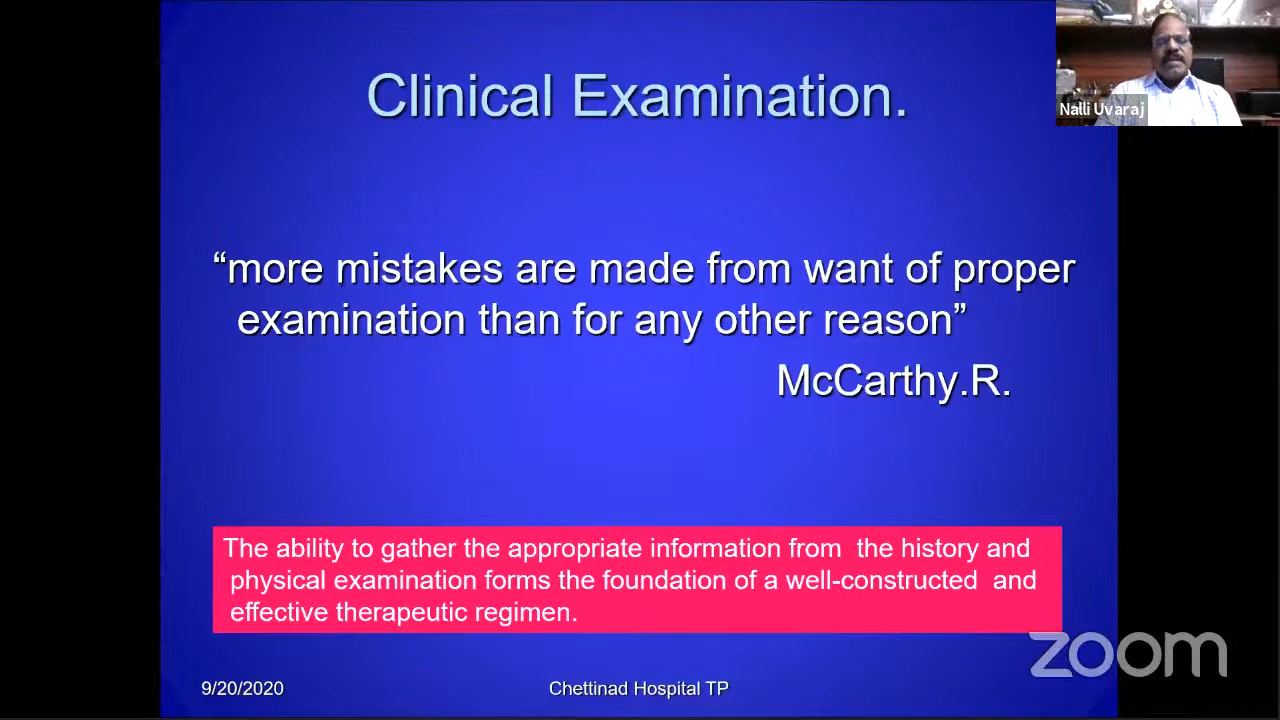 Clinical Examination.
Nalli Uvaraj
“more mistakes are made from want of proper
examination than for any other reason”
McCarthy.R.
The ability to gather the appropriate information from the history and
physical examination forms the foundation of a well-constructed and
effective therapeutic regimen.
zoom
9/20/2020
Chettinad Hospital TP